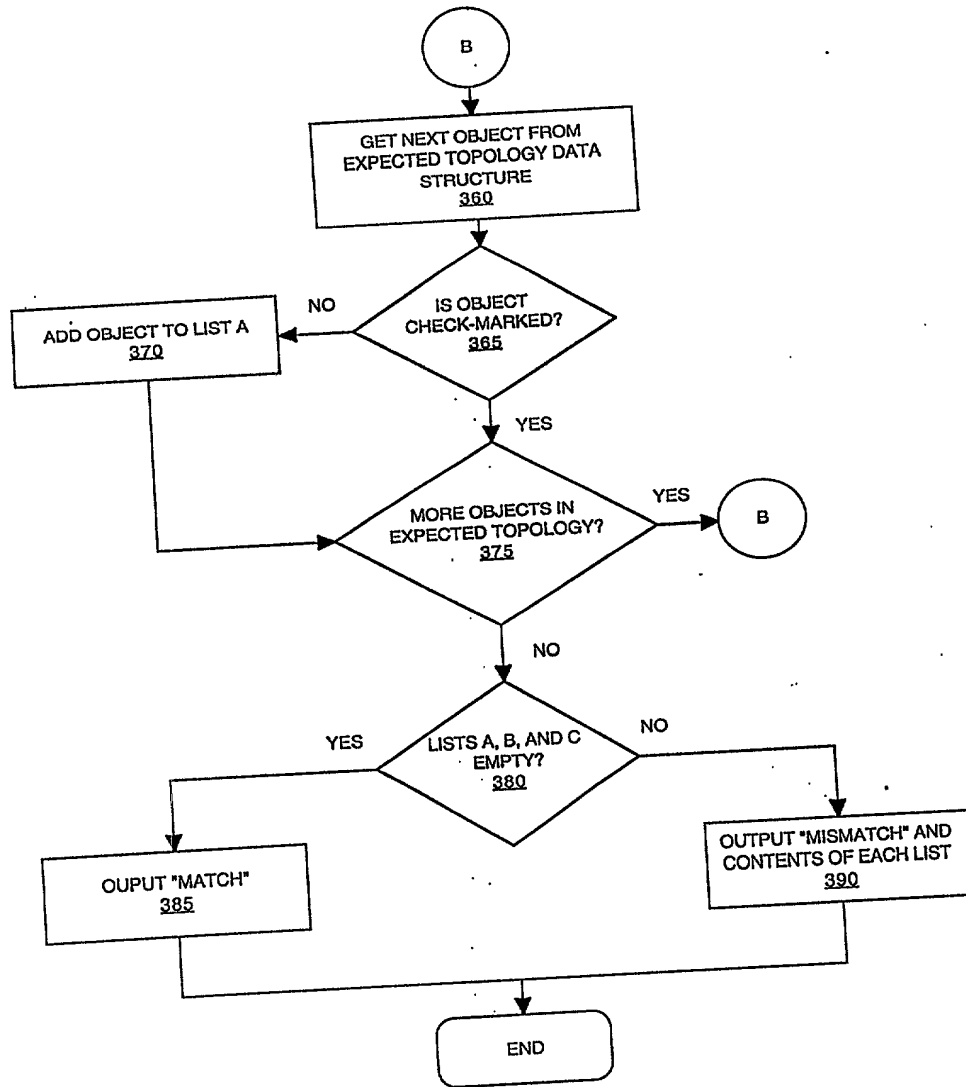 B
GET NEXT OBJECT FROM
EXPECTED TOPOLOGY DATA
STRUCTURE
360
NO
IS OBJECT
CHECK-MARKED?
365
ADD OBJECT TO LIST A
370
YES
MORE OBJECTS IN
EXPECTED TOPOLOGY?
375
YES
B
NO
YES
LISTS A, B, AND C
EMPTY?
380
NO
OUPUT "MATCH"
385
OUTPUT "MISMATCH" AND
CONTENTS OF EACH LIST
390
END